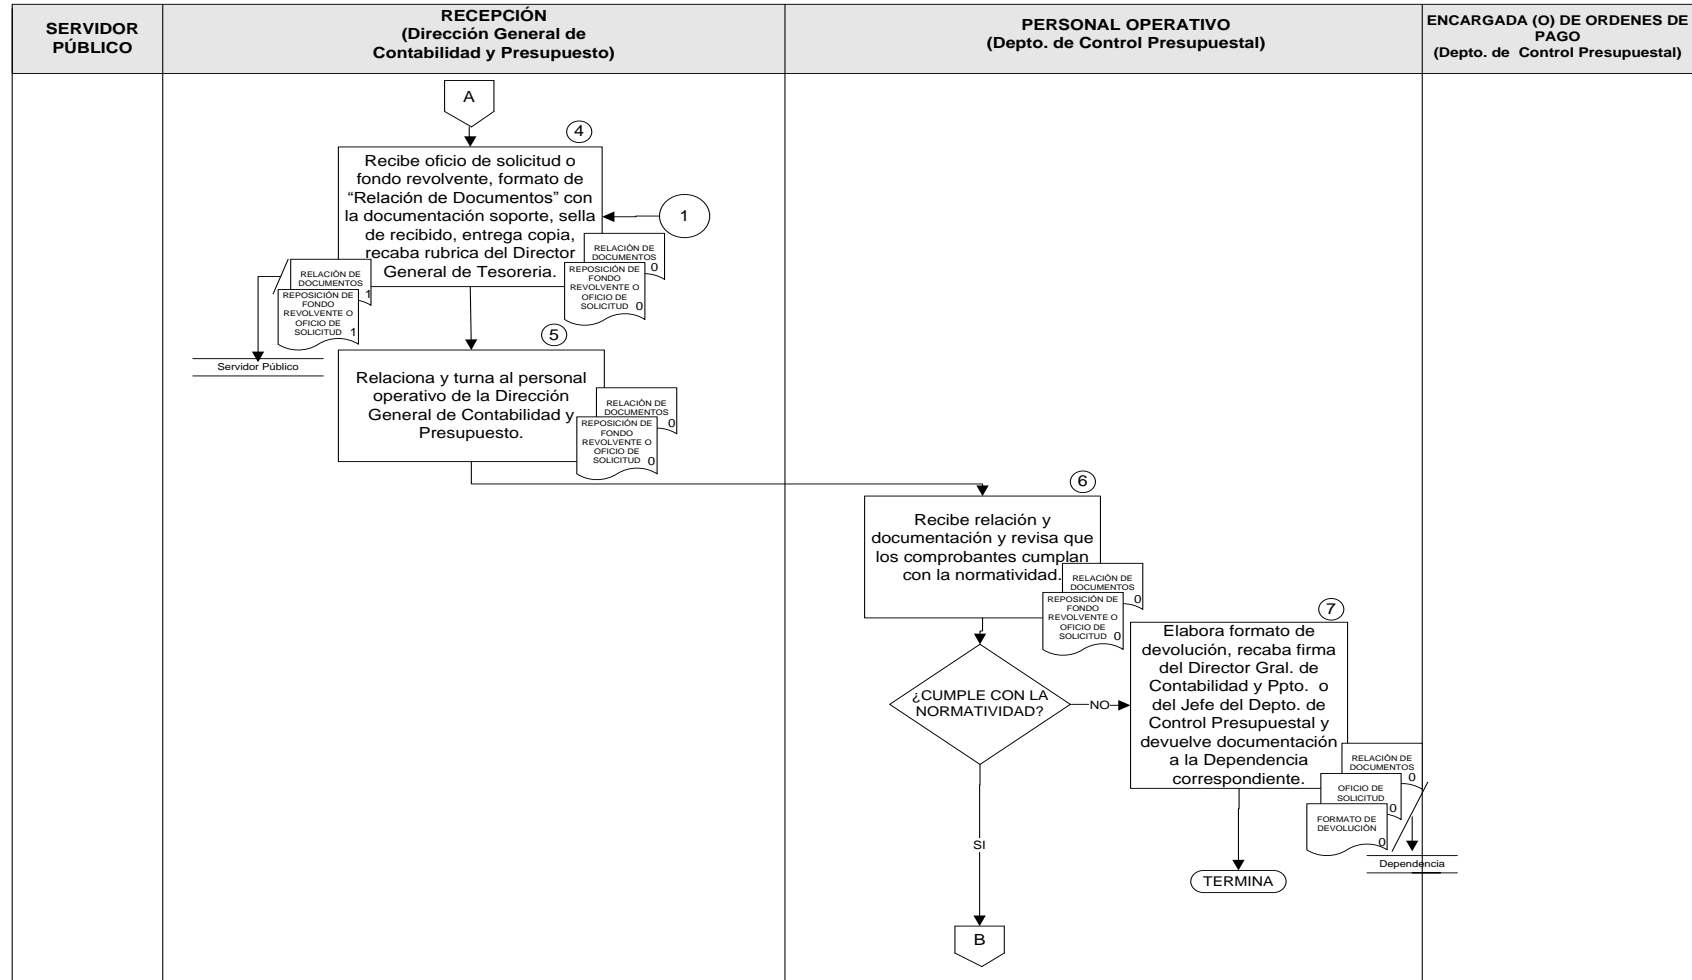 SERVIDOR
PÚBLICO
RECEPCIÓN
(Dirección General de
Contabilidad y Presupuesto)
PERSONAL OPERATIVO
(Depto. de Control Presupuestal)
ENCARGADA (O) DE ORDENES DE
PAGO
(Depto. de Control Presupuestal)
A
4
Recibe oficio de solicitud o
fondo revolvente, formato de
“Relación de Documentos” con
la documentación soporte, sella
de recibido, entrega copia,
recaba rubrica del Director
General de Tesoreria.
1
RELACIÓN DE
DOCUMENTOS
0
REPOSICIÓN DE
FONDO
REVOLVENTE O
OFICIO DE
SOLICITUD 0
RELACIÓN DE
DOCUMENTOS
1
REPOSICIÓN DE
FONDO
REVOLVENTE O
OFICIO DE
SOLICITUD 1
Servidor Público
5
Relaciona y turna al personal
operativo de la Dirección
General de Contabilidad y
Presupuesto.
RELACIÓN DE
DOCUMENTOS
0
REPOSICIÓN DE
FONDO
REVOLVENTE O
OFICIO DE
SOLICITUD 0
6
Recibe relación y
documentación y revisa que
los comprobantes cumplan
con la normatividad.
RELACIÓN DE
DOCUMENTOS
0
REPOSICIÓN DE
FONDO
REVOLVENTE O
OFICIO DE
SOLICITUD 0
¿CUMPLE CON LA
NORMATIVIDAD?
NO
7
Elabora formato de
devolución, recaba firma
del Director Gral. de
Contabilidad y Ppto. o
del Jefe del Depto. de
Control Presupuestal y
devuelve documentación
a la Dependencia
correspondiente.
RELACIÓN DE
DOCUMENTOS
0
OFICIO DE
SOLICITUD
0
FORMATO DE
DEVOLUCIÓN
0
Dependencia
SI
TERMINA
B